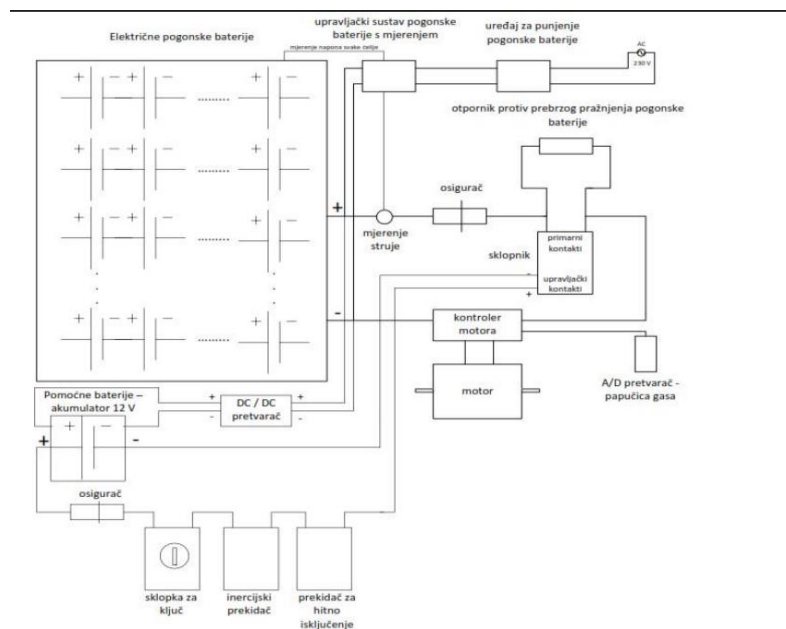 Električne pogonske baterije
upravljački sustav pogonske
baterije s mjerenjem
uređaj za punjenje
pogonske baterije
mjerenje napona svake ćelije
AC
230 V
+ − + − ......... + −
otpornik protiv prebrzog pražnjenja pogonske
baterije
+ − + − ......... + −
osigurač
+
+ − + − ......... + −
mjerenje
struje
sklopnik
primarni
kontakti
-
upravljački
kontakti
+
+ − + − ......... + −
-
kontroler
motora
motor
A/D pretvarač -
papučica gasa
Pomoćne baterije –
akumulator 12 V
+ +
- -
DC / DC
pretvarač
+ −
+ -
osigurač
sklopka za
ključ
inercijski
prekidač
prekidač za
hitno
isključenje